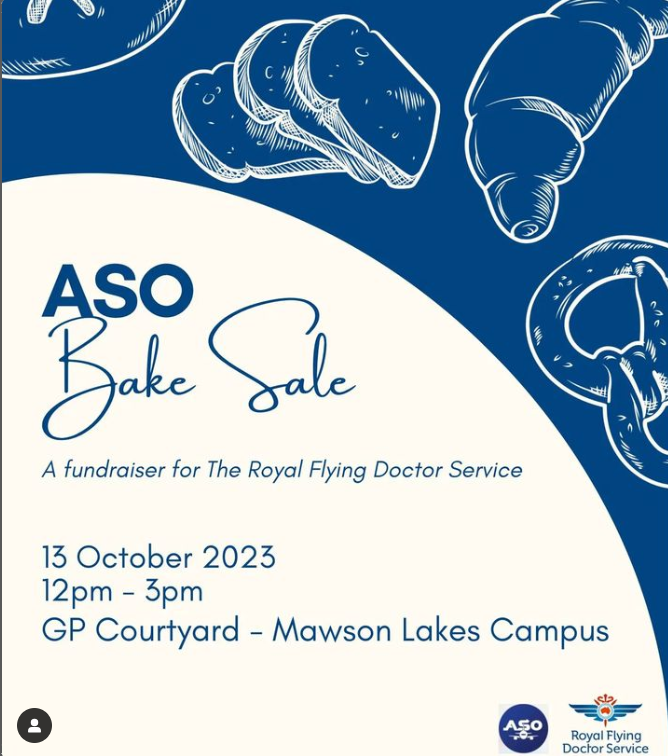 ASO
Bake Sale
A fundraiser for The Royal Flying Doctor Service
13 October 2023
12pm - 3pm
GP Courtyard - Mawson Lakes Campus
ASO
Royal Flying
Doctor Service